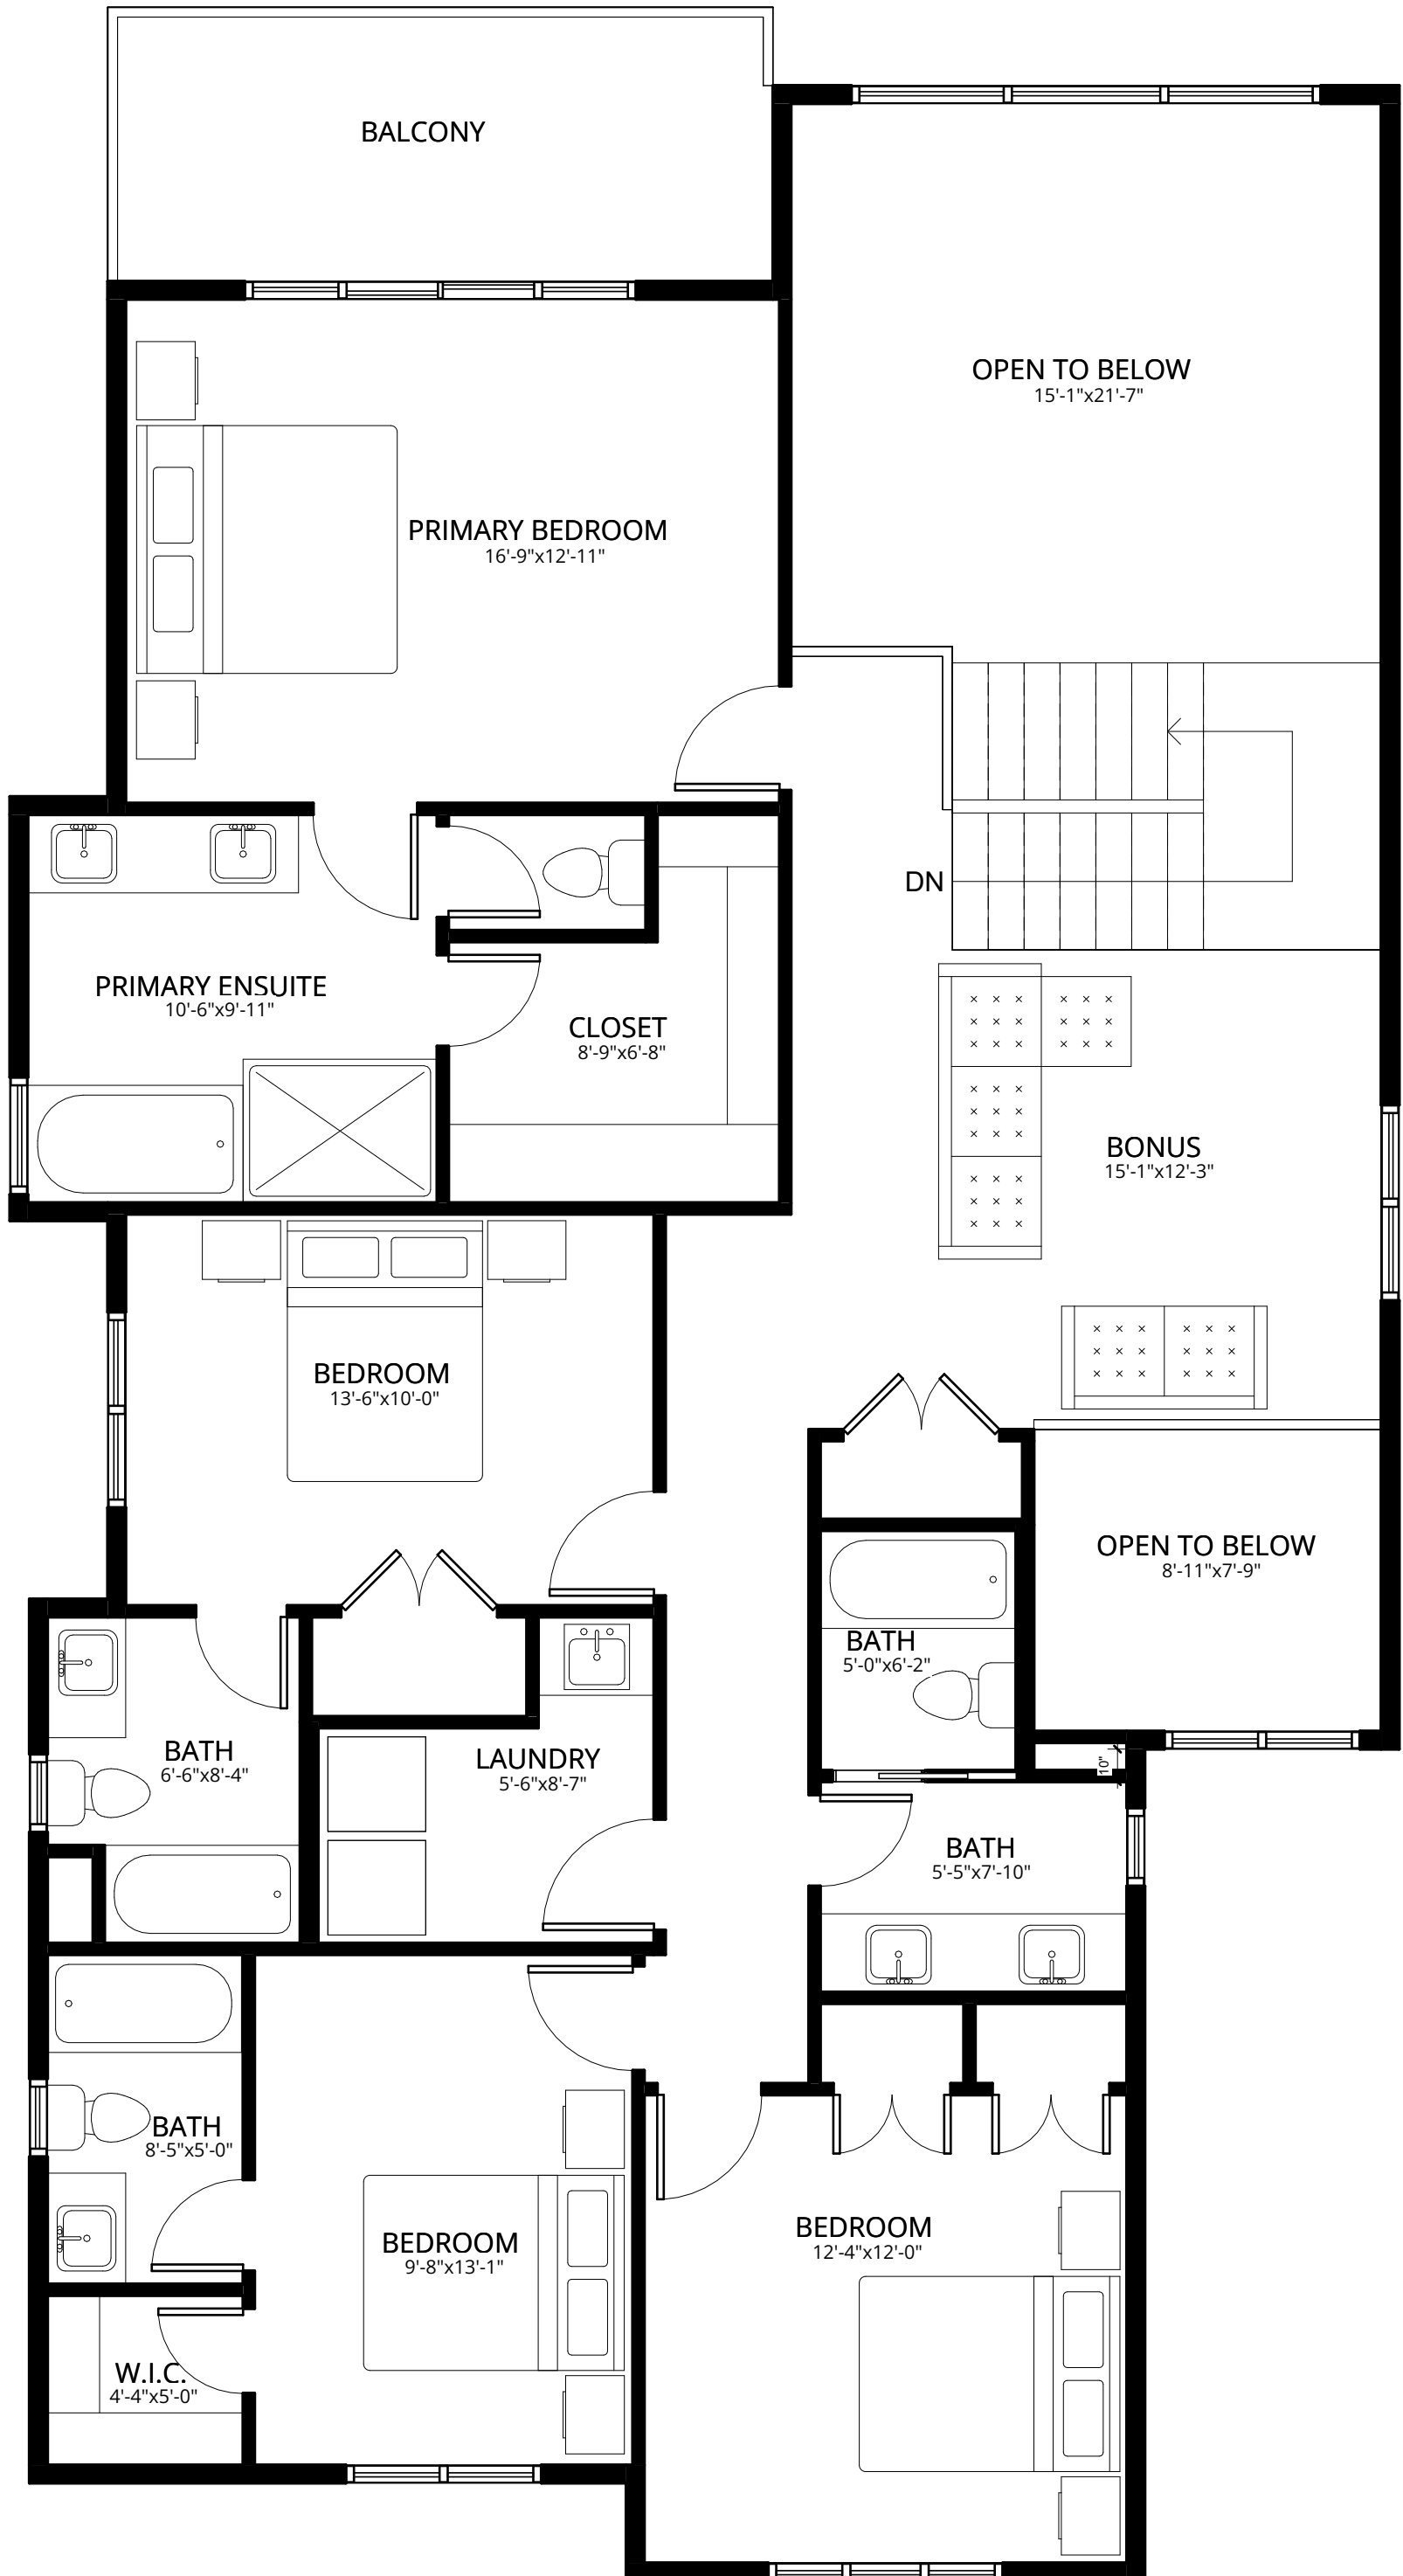 BALCONY
OPEN TO BELOW
15'-1"x21'-7"
PRIMARY BEDROOM
16'-9"x12'-11"
DN
PRIMARY ENSUITE
10'-6"x9'-11"
CLOSET
8'-9"x6'-8"
BONUS
15'-1"x12'-3"
BEDROOM
13'-6"x10'-0"
OPEN TO BELOW
8'-11"x7'-9"
BATH
5'-0"x6'-2"
BATH
6'-6"x8'-4"
LAUNDRY
5'-6"x8'-7"
10"
BATH
5'-5"x7'-10"
BATH
8'-5"x5'-0"
BEDROOM
9'-8"x13'-1"
BEDROOM
12'-4"x12'-0"
W.I.C.
4'-4"x5'-0"